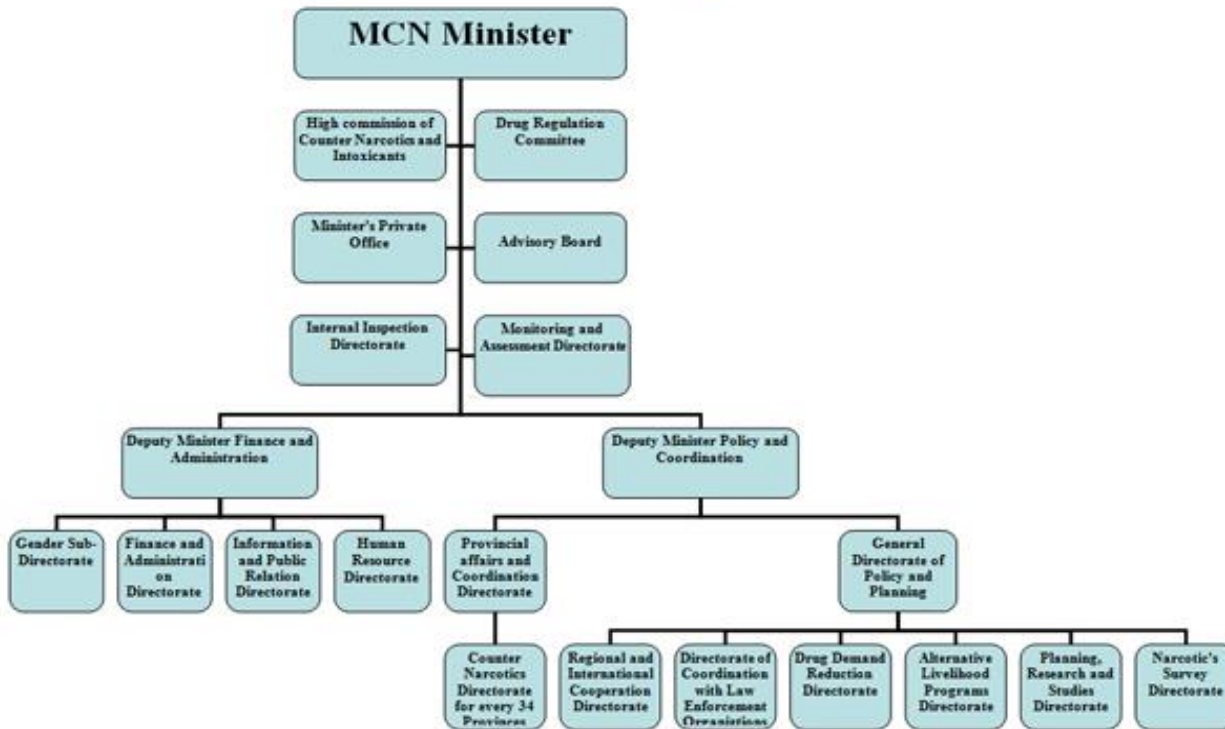 MCN Minister
High commission of
Counter Narcotics and
Intoxicants
Drug Regulation
Committee
Minister's Private
Office
Advisory Board
Internal Inspection
Directorate
Monitoring and
Assessment Directorate
Deputy Minister Finance and
Administration
Deputy Minister Policy and
Coordination
Gender Sub-
Directorate
Finance and
Administrati
on
Directorate
Information
and Public
Relation
Directorate
Human
Resource
Directorate
Provincial
affairs and
Coordination
Directorate
General
Directorate of
Policy and
Planning
Counter
Narcotics
Directorate
for every 34
Provinces
Regional and
International
Cooperation
Directorate
Directorate of
Coordination
with Law
Enforcement
Organiztions
Drug Demand
Reduction
Directorate
Alternative
Livelihood
Programs
Directorate
Planning,
Research and
Studies
Directorate
Narcotic's
Survey
Directorate